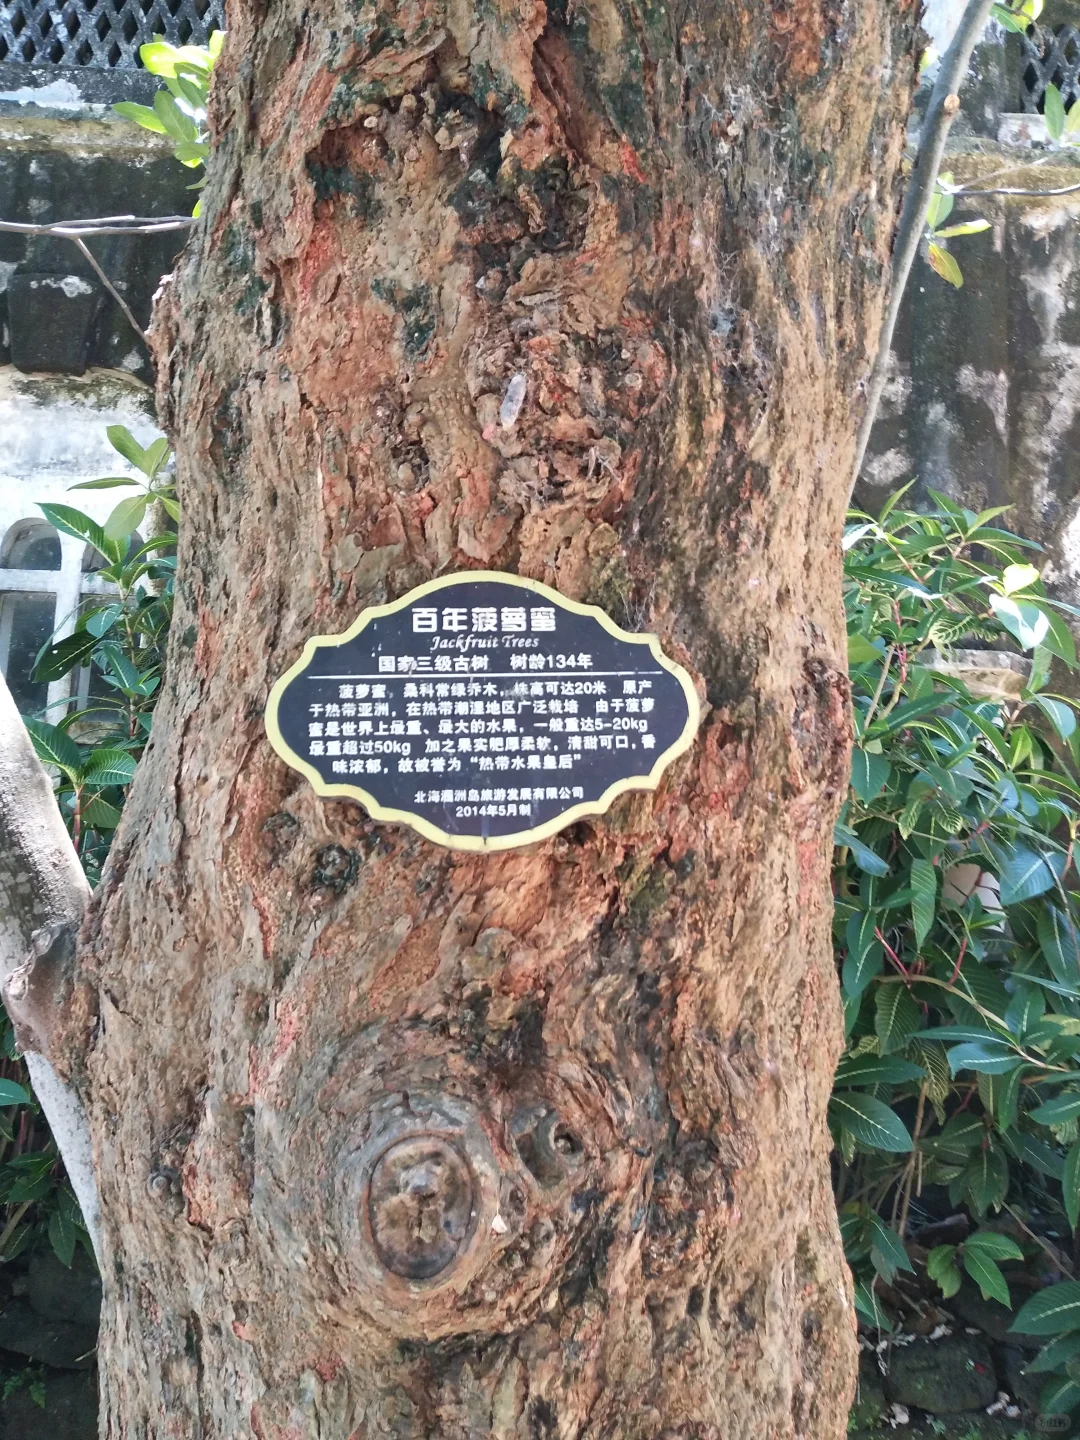 百年菠萝蜜
Jackfruit Trees
国家三级古树 树龄134年
菠萝蜜，桑科常绿乔木，株高可达20米 原产
于热带亚洲，在热带潮湿地区广泛栽培 由于菠萝
蜜是世界上最重、最大的水果，一般重达5-20kg
最重超过50kg 加之果实肥厚柔软，清甜可口，香
味浓郁，故被誉为“热带水果皇后”
北海涠洲岛旅游发展有限公司
2014年5月制